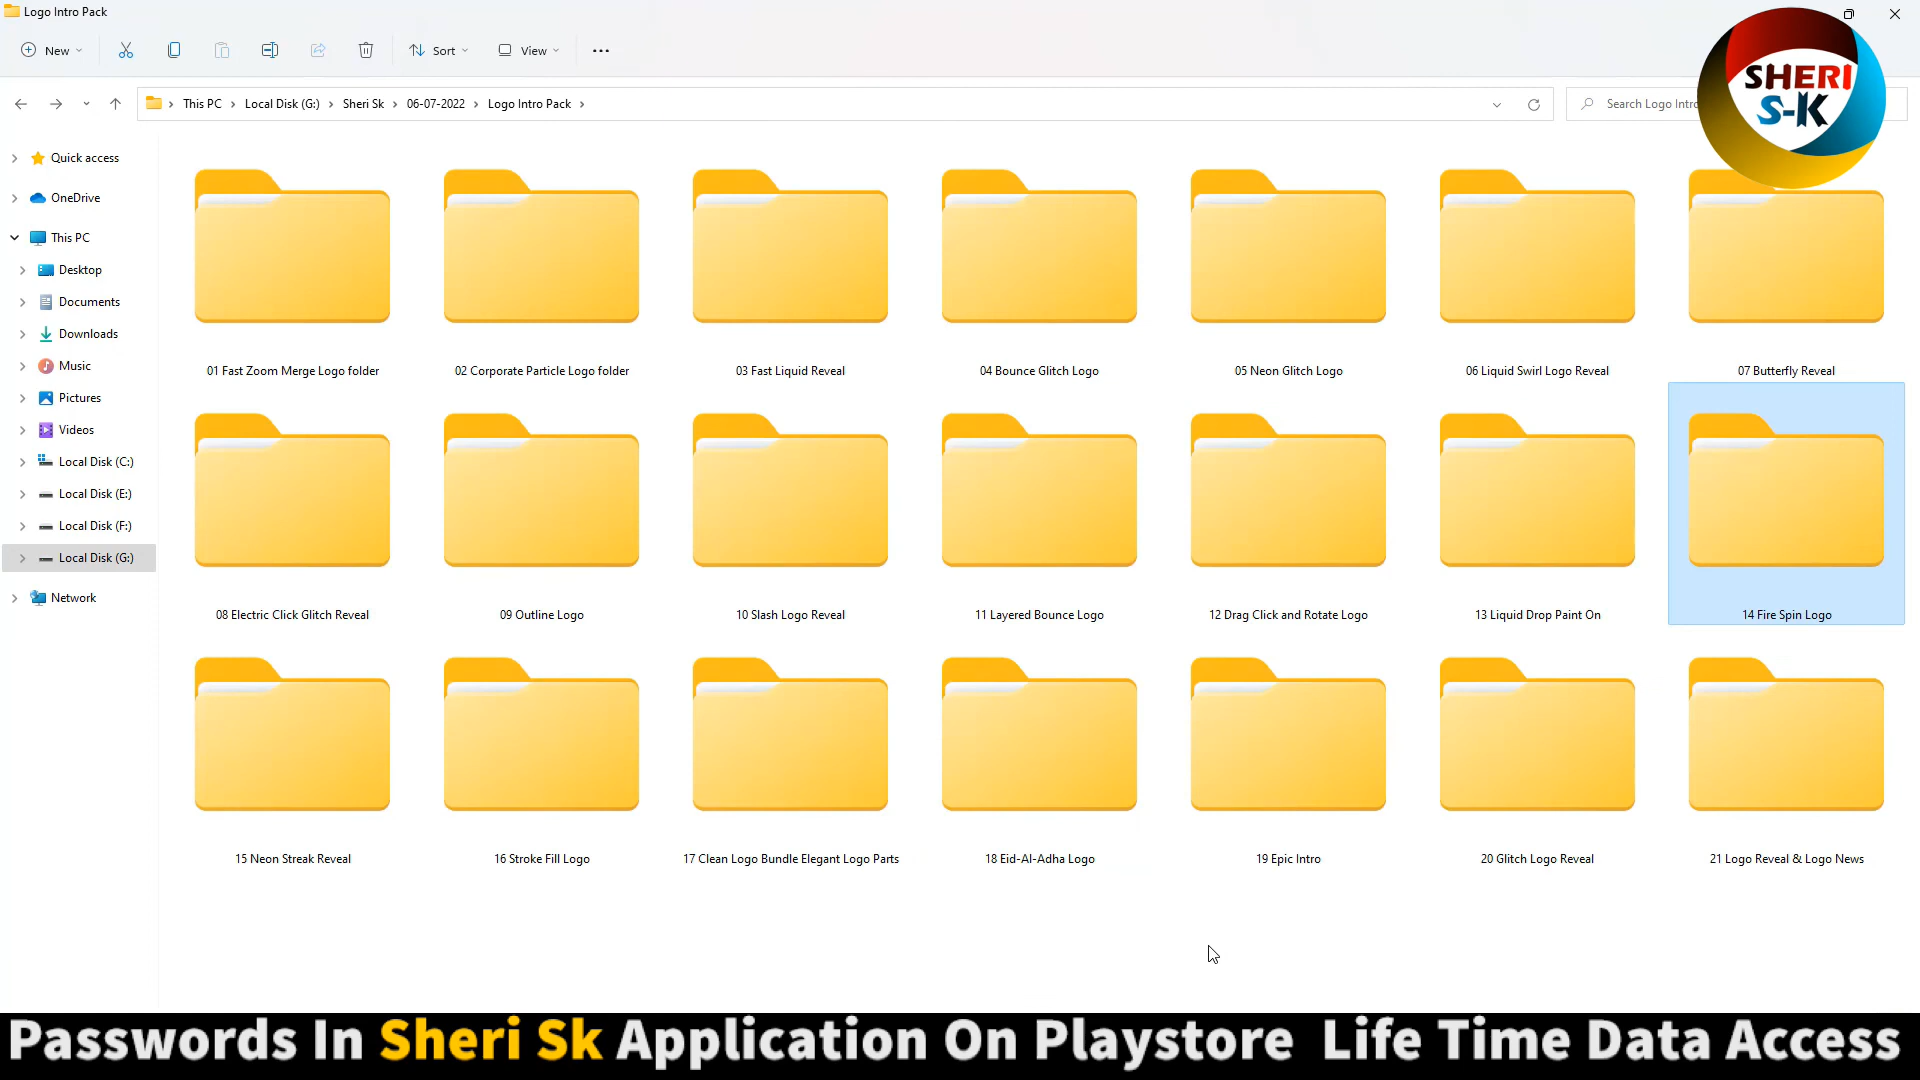 Logo Intro Pack
New
Sort
View
This PC
Local Disk (G:)
Sheri Sk
06-07-2022
Logo Intro Pack
Search Logo Intro
SHERI
S-K
Quick access
OneDrive
This PC
Desktop
Documents
Downloads
Music
Pictures
Videos
Local Disk (C:)
Local Disk (E:)
Local Disk (F:)
Local Disk (G:)
Network
01 Fast Zoom Merge Logo folder
02 Corporate Particle Logo folder
03 Fast Liquid Reveal
04 Bounce Glitch Logo
05 Neon Glitch Logo
06 Liquid Swirl Logo Reveal
07 Butterfly Reveal
08 Electric Click Glitch Reveal
09 Outline Logo
10 Slash Logo Reveal
11 Layered Bounce Logo
12 Drag Click and Rotate Logo
13 Liquid Drop Paint On
14 Fire Spin Logo
15 Neon Streak Reveal
16 Stroke Fill Logo
17 Clean Logo Bundle Elegant Logo Parts
18 Eid-Al-Adha Logo
19 Epic Intro
20 Glitch Logo Reveal
21 Logo Reveal & Logo News
Passwords In Sheri Sk Application On Playstore Life Time Data Access